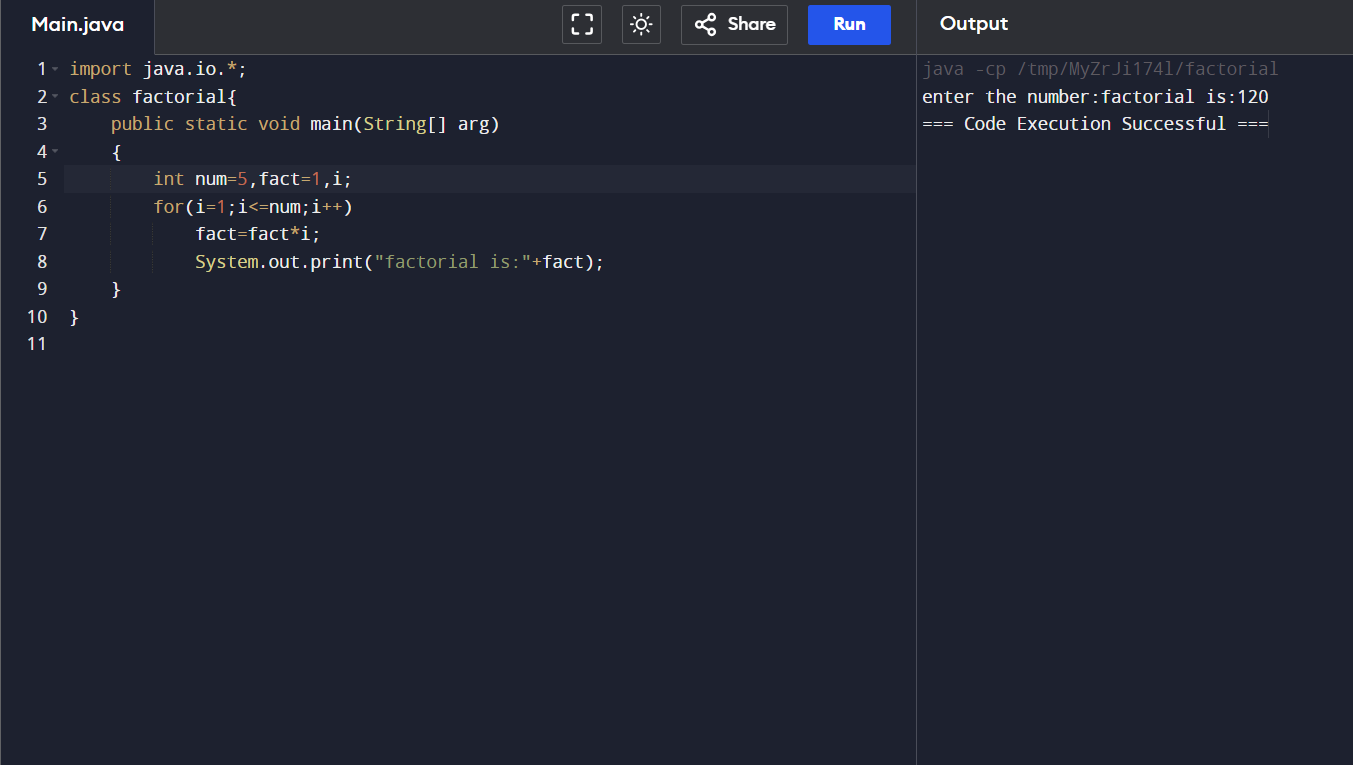 Main.java
Share
Run
Output
1 import java.io.*;
2 class factorial{
3     public static void main(String[] arg)
4     {
5         int num=5,fact=1,i;
6         for(i=1;i<=num;i++)
7             fact=fact*i;
8             System.out.print("factorial is:"+fact);
9     }
10 }
11
java -cp /tmp/MyZrJi174l/factorial
enter the number:factorial is:120
=== Code Execution Successful ===